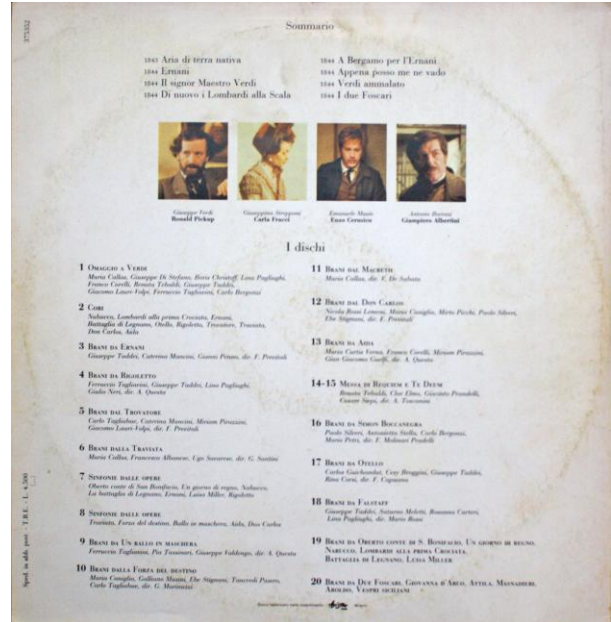 375352
Sommario
1843 Aria di terra nativa
1844 Ernani
1844 Il signor Maestro Verdi
1844 Di nuovo i Lombardi alla Scala
1844 A Bergamo per l'Ernani
1844 Appena posso me ne vado
1844 Verdi ammalato
1844 I due Foscari
Giuseppe Verdi
Ronald Pickup
Giuseppina Strepponi
Carla Fracci
Emanuele Muzio
Enzo Cerusico
Antonio Barezzi
Giampiero Albertini
I dischi
1 OMAGGIO A VERDI
Maria Callas, Giuseppe Di Stefano, Boris Christoff, Lina Pagliughi,
Franco Corelli, Renata Tebaldi, Giuseppe Taddei,
Giacomo Lauri-Volpi, Ferruccio Tagliavini, Carlo Bergonzi
2 CORI
Nabucco, Lombardi alla prima Crociata, Ernani,
Battaglia di Legnano, Otello, Rigoletto, Trovatore, Traviata,
Don Carlos, Aida
3 BRANI DA ERNANI
Giuseppe Taddei, Caterina Mancini, Gianni Poggi, dir. F. Previtali
4 BRANI DA RIGOLETTO
Ferruccio Tagliavini, Giuseppe Taddei, Lina Pagliughi,
Giulio Neri, dir. A. Questa
5 BRANI DAL TROVATORE
Carlo Tagliabue, Caterina Mancini, Miriam Pirazzini,
Giacomo Lauri-Volpi, dir. F. Previtali
6 BRANI DALLA TRAVIATA
Maria Callas, Francesco Albanese, Ugo Savarese, dir. G. Santini
7 SINFONIE DALLE OPERE
Oberto conte di San Bonifacio, Un giorno di regno, Nabucco,
La battaglia di Legnano, Ernani, Luisa Miller, Rigoletto
8 SINFONIE DALLE OPERE
Traviata, Forza del destino, Ballo in maschera, Aida, Don Carlos
9 BRANI DA UN BALLO IN MASCHERA
Ferruccio Tagliavini, Pia Tassinari, Giuseppe Valdengo, dir. A. Questa
10 BRANI DALLA FORZA DEL DESTINO
Maria Caniglia, Galliano Masini, Ebe Stignani, Tancredi Pasero,
Carlo Tagliabue, dir. G. Marinuzzi
11 BRANI DAL MACBETH
Maria Callas, dir. V. De Sabata
12 BRANI DAL DON CARLOS
Nicola Rossi Lemeni, Maria Caniglia, Mirto Picchi, Paolo Silveri,
Ebe Stignani, dir. F. Previtali
13 BRANI DA AIDA
Mary Curtis Verna, Franco Corelli, Miriam Pirazzini,
Gian Giacomo Guelfi, dir. A. Questa
14-15 MESSA DI REQUIEM E TE DEUM
Renata Tebaldi, Cloe Elmo, Giacinto Prandelli,
Cesare Siepi, dir. A. Toscanini
16 BRANI DA SIMON BOCCANEGRA
Paolo Silveri, Antonietta Stella, Carlo Bergonzi,
Mario Petri, dir. F. Molinari Pradelli
17 BRANI DA OTELLO
Carlos Guichandut, Cesy Broggini, Giuseppe Taddei,
Rina Corsi, dir. F. Capuana
18 BRANI DA FALSTAFF
Giuseppe Taddei, Saturno Meletti, Rosanna Carteri,
Lina Pagliughi, dir. Mario Rossi
19 BRANI DA OBERTO CONTE DI S. BONIFACIO, UN GIORNO DI REGNO,
NABUCCO, LOMBARDI ALLA PRIMA CROCIATA,
BATTAGLIA DI LEGNANO, LUISA MILLER
20 BRANI DA DUE FOSCARI, GIOVANNA D'ARCO, ATTILA, MASNADIERI,
AROLDO, VESPRI SICILIANI
Sped. in abb. post. - T.R.E. - L. 4.500